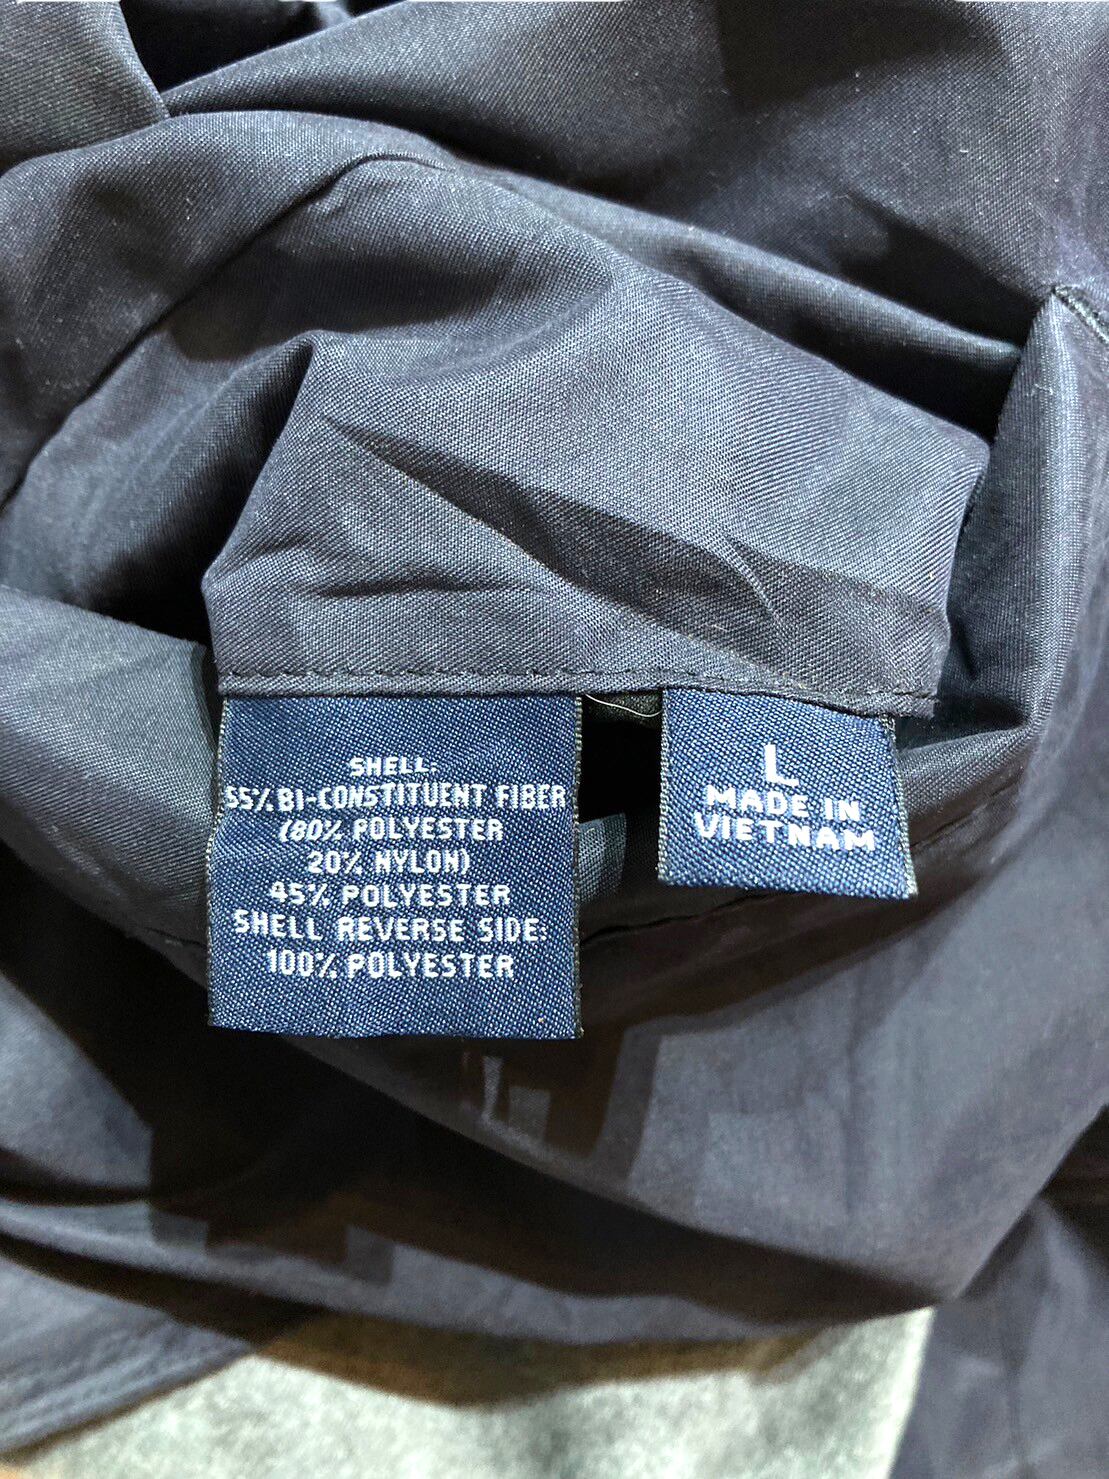 SHELL:
55% BI-CONSTITUENT FIBER
(80% POLYESTER
20% NYLON)
45% POLYESTER
SHELL REVERSE SIDE:
100% POLYESTER
L
MADE IN
VIETNAM